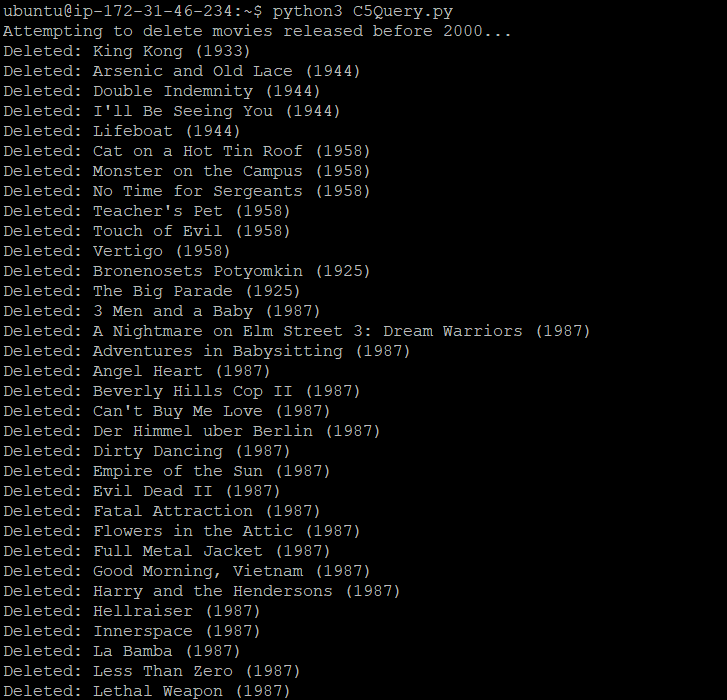 ubuntu@ip-172-31-46-234:~$ python3 C5Query.py
Attempting to delete movies released before 2000...
Deleted: King Kong (1933)
Deleted: Arsenic and Old Lace (1944)
Deleted: Double Indemnity (1944)
Deleted: I'll Be Seeing You (1944)
Deleted: Lifeboat (1944)
Deleted: Cat on a Hot Tin Roof (1958)
Deleted: Monster on the Campus (1958)
Deleted: No Time for Sergeants (1958)
Deleted: Teacher's Pet (1958)
Deleted: Touch of Evil (1958)
Deleted: Vertigo (1958)
Deleted: Bronenosets Potyomkin (1925)
Deleted: The Big Parade (1925)
Deleted: 3 Men and a Baby (1987)
Deleted: A Nightmare on Elm Street 3: Dream Warriors (1987)
Deleted: Adventures in Babysitting (1987)
Deleted: Angel Heart (1987)
Deleted: Beverly Hills Cop II (1987)
Deleted: Can't Buy Me Love (1987)
Deleted: Der Himmel uber Berlin (1987)
Deleted: Dirty Dancing (1987)
Deleted: Empire of the Sun (1987)
Deleted: Evil Dead II (1987)
Deleted: Fatal Attraction (1987)
Deleted: Flowers in the Attic (1987)
Deleted: Full Metal Jacket (1987)
Deleted: Good Morning, Vietnam (1987)
Deleted: Harry and the Hendersons (1987)
Deleted: Hellraiser (1987)
Deleted: Innerspace (1987)
Deleted: La Bamba (1987)
Deleted: Less Than Zero (1987)
Deleted: Lethal Weapon (1987)